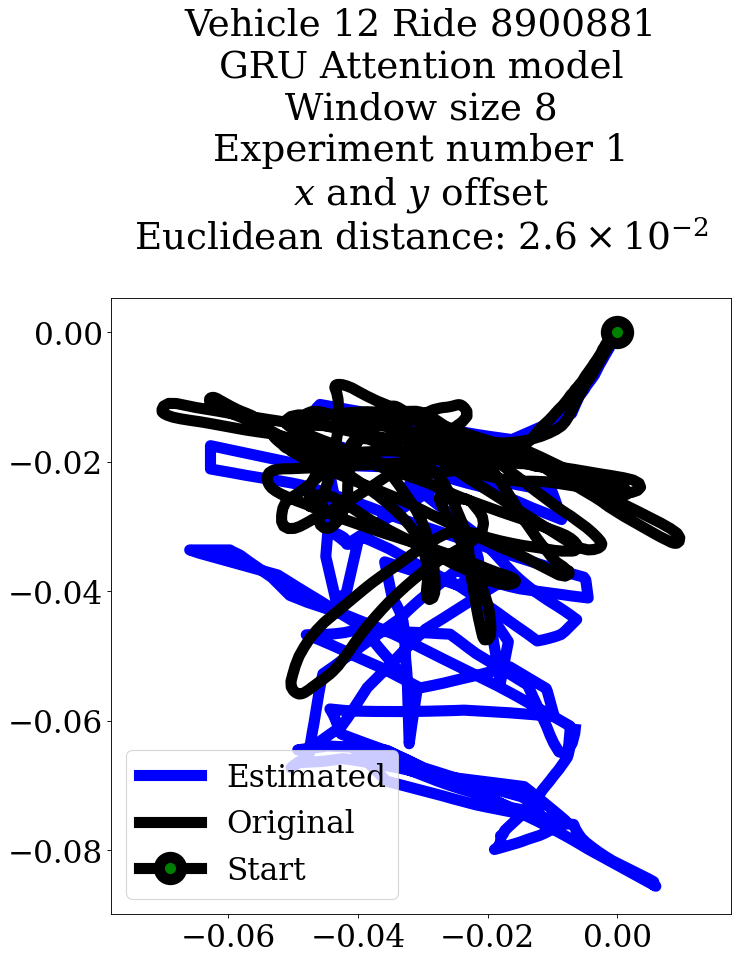 Vehicle 12 Ride 8900881
GRU Attention model
Window size 8
Experiment number 1
x and y offset
Euclidean distance: 2.6 × 10⁻²
0.00
−0.02
−0.04
−0.06
−0.08
Estimated
Original
Start
−0.06 −0.04 −0.02 0.00